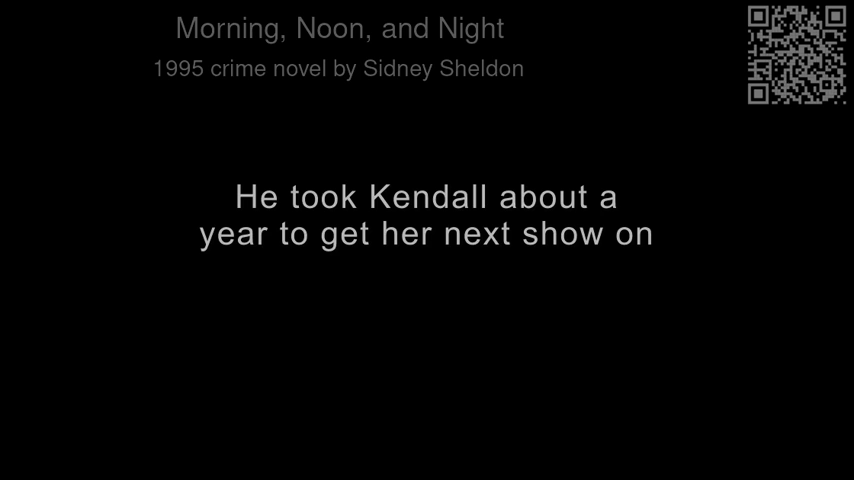 Morning, Noon, and Night
1995 crime novel by Sidney Sheldon
He took Kendall about a
year to get her next show on